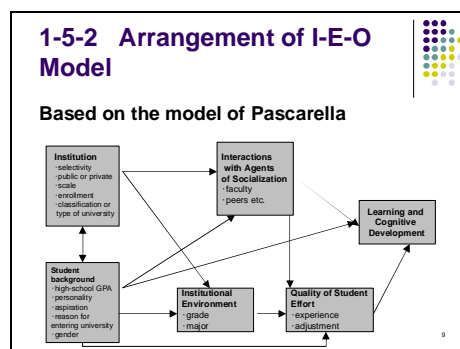 1-5-2 Arrangement of I-E-O
Model
Based on the model of Pascarella
Institution
・selectivity
・public or private
・scale
・enrollment
・classification or
type of university
Interactions
with Agents
of Socialization
・faculty
・peers etc.
Learning and
Cognitive
Development
Student
background
・high-school GPA
・personality
・aspiration
・reason for
entering university
・gender
Institutional
Environment
・grade
・major
Quality of Student
Effort
・experience
・adjustment
9